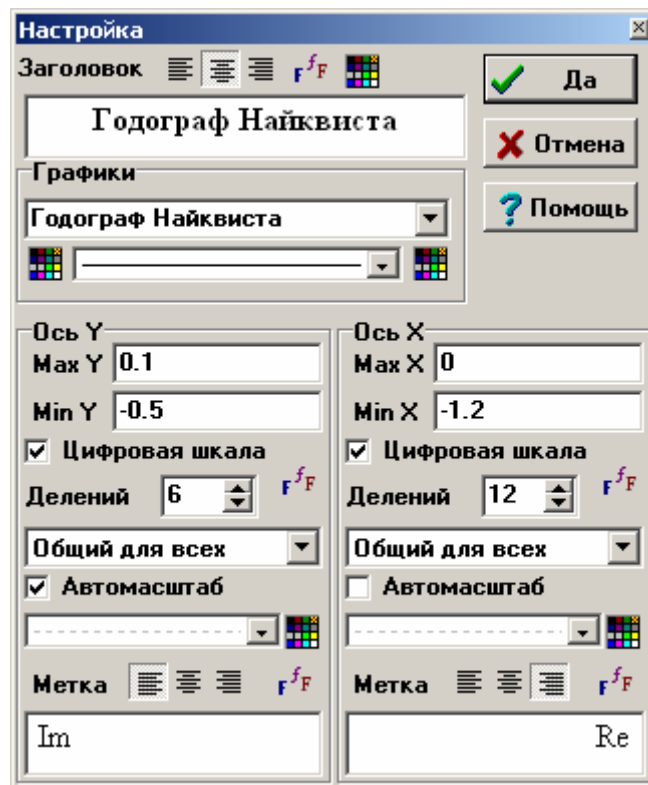 Настройка
Заголовок
Да
Годограф Найквиста
Отмена
Графики
Помощь
Годограф Найквиста
Ось Y
Max Y 0.1
Min Y -0.5
Цифровая шкала
Делений 6
Общий для всех
Автомасштаб
Метка
Im
Ось X
Max X 0
Min X -1.2
Цифровая шкала
Делений 12
Общий для всех
Автомасштаб
Метка
Re